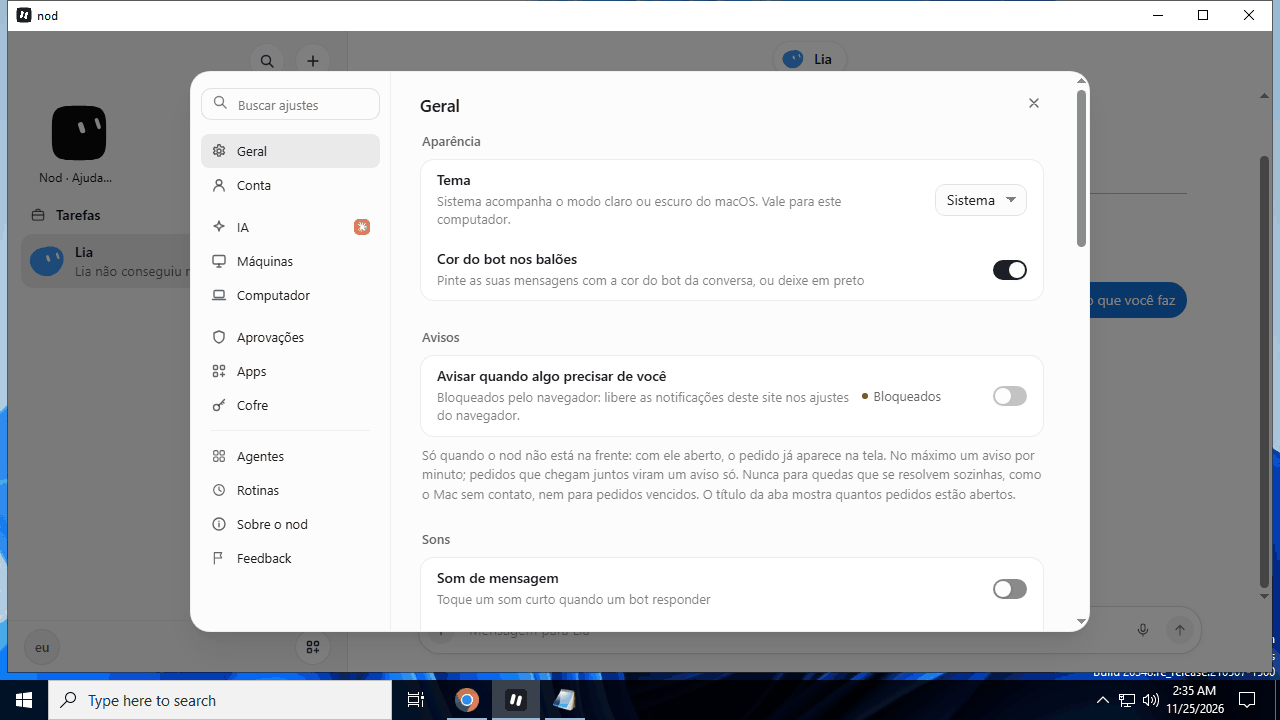 nod
Lia
Nod · Ajuda...
Tarefas
Lia
Lia não conseguiu
eu
Buscar ajustes
Geral
Conta
IA
Máquinas
Computador
Aprovações
Apps
Cofre
Agentes
Rotinas
Sobre o nod
Feedback
Geral
Aparência
Tema
Sistema acompanha o modo claro ou escuro do macOS. Vale para este
computador.
Sistema
Cor do bot nos balões
Pinte as suas mensagens com a cor do bot da conversa, ou deixe em preto
Avisos
Avisar quando algo precisar de você
Bloqueados pelo navegador: libere as notificações deste site nos ajustes
do navegador.
Bloqueados
Só quando o nod não está na frente: com ele aberto, o pedido já aparece na tela. No máximo um aviso por
minuto; pedidos que chegam juntos viram um aviso só. Nunca para quedas que se resolvem sozinhas, como
o Mac sem contato, nem para pedidos vencidos. O título da aba mostra quantos pedidos estão abertos.
Sons
Som de mensagem
Toque um som curto quando um bot responder
o que você faz
Type here to search
2:35 AM
11/25/2026